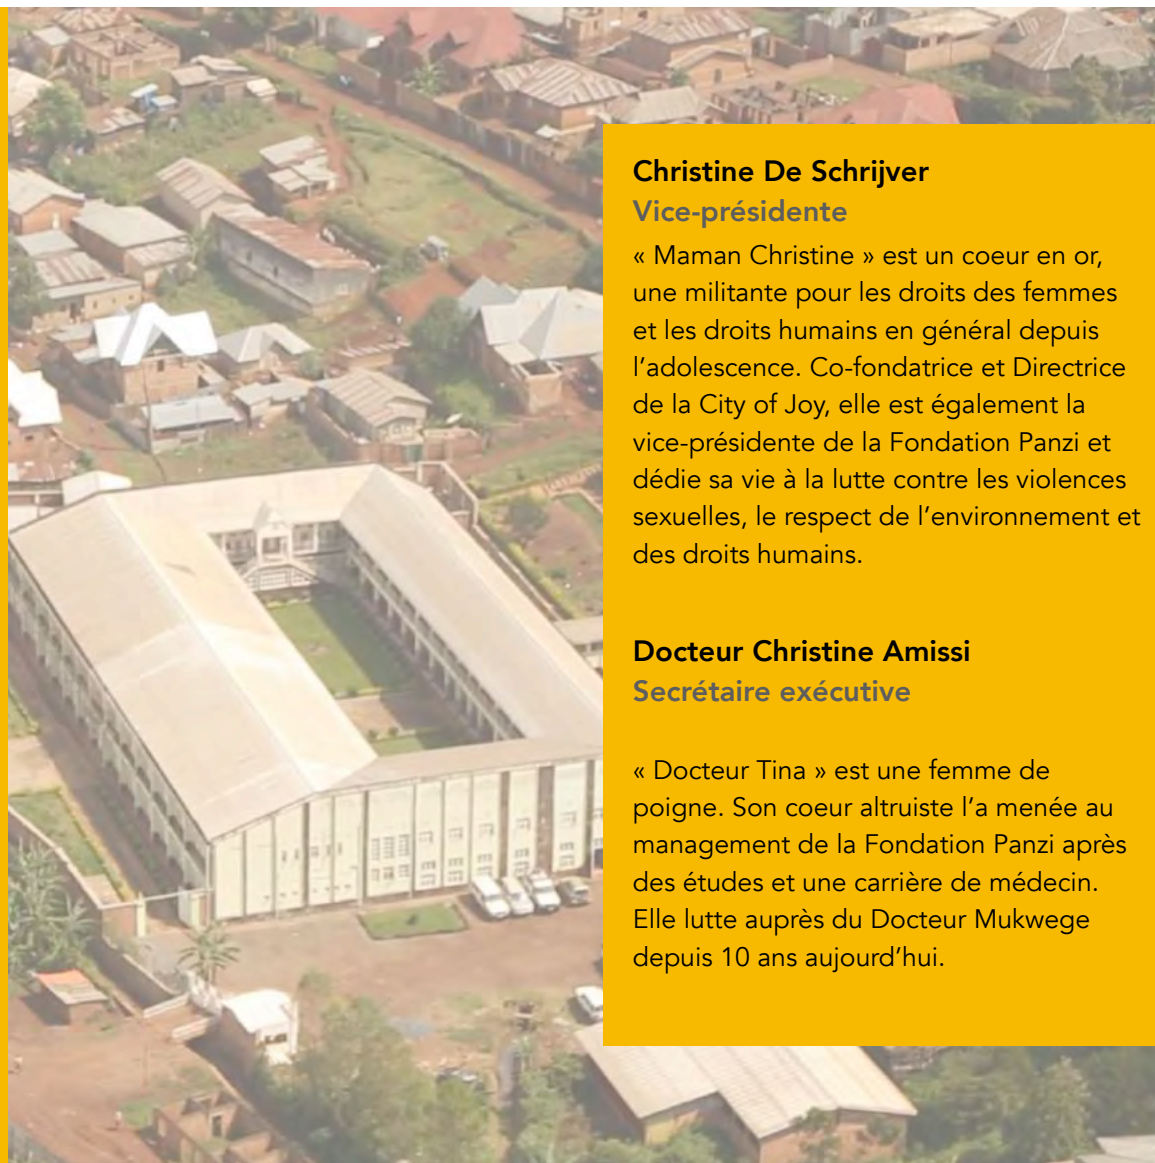 Christine De Schrijver
Vice-présidente
« Maman Christine » est un coeur en or,
une militante pour les droits des femmes
et les droits humains en général depuis
l’adolescence. Co-fondatrice et Directrice
de la City of Joy, elle est également la
vice-présidente de la Fondation Panzi et
dédie sa vie à la lutte contre les violences
sexuelles, le respect de l’environnement et
des droits humains.
Docteur Christine Amissi
Secrétaire exécutive
« Docteur Tina » est une femme de
poigne. Son coeur altruiste l’a menée au
management de la Fondation Panzi après
des études et une carrière de médecin.
Elle lutte auprès du Docteur Mukwege
depuis 10 ans aujourd’hui.